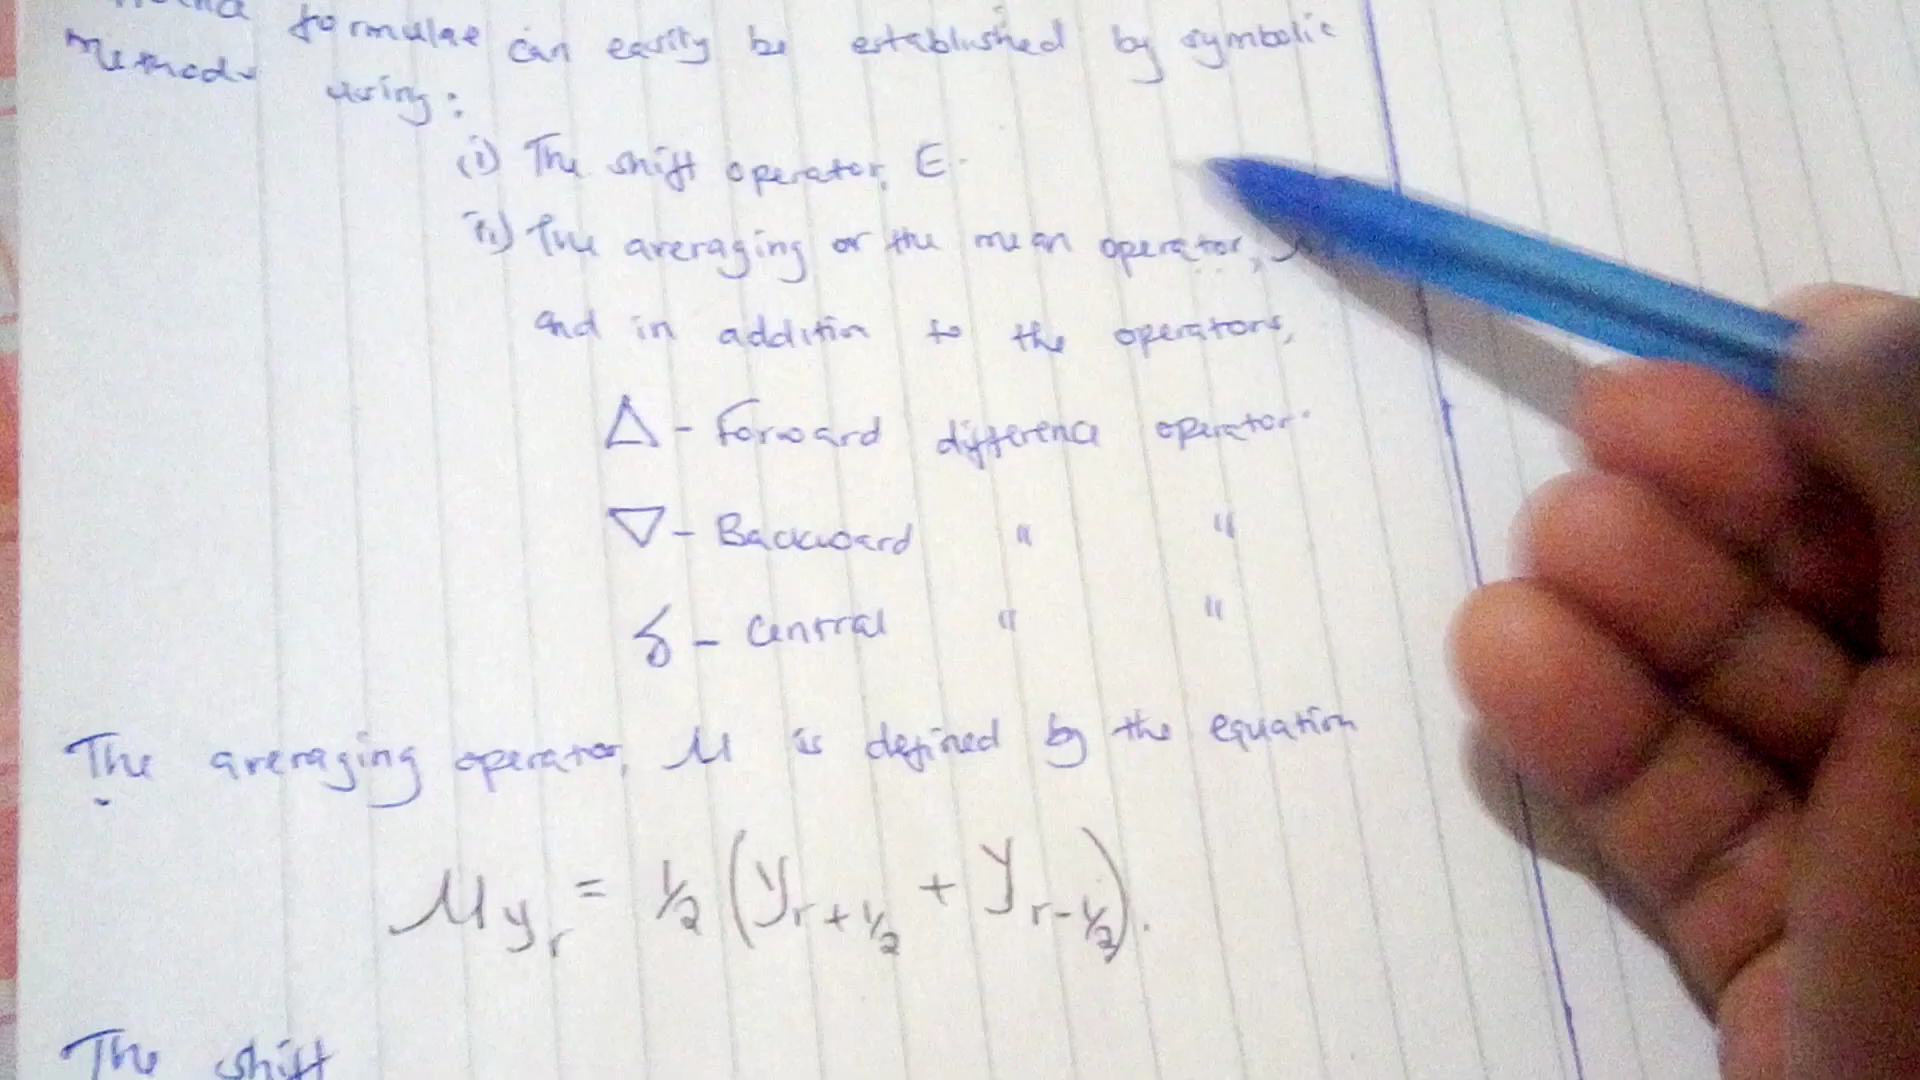 formulae can easily be established by symbolic
Methods using:
(i) The shift operator, E.
ii) The averaging or the mean operator,
and in addition to the operators,
Δ - Forward difference operator.
∇ - Backward " "
δ - Central " "
The averaging operator, μ is defined by the equation
μy_r = 1/2 (y_{r+1/2} + y_{r-1/2}).
The shift